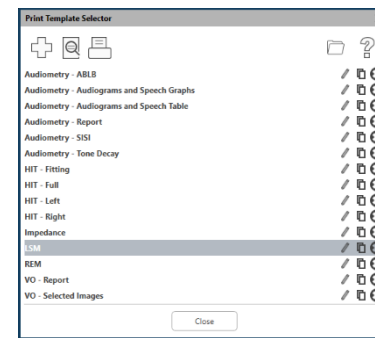 Print Template Selector
Audiometry - ABLB
Audiometry - Audiograms and Speech Graphs
Audiometry - Audiograms and Speech Table
Audiometry - Report
Audiometry - SISI
Audiometry - Tone Decay
HIT - Fitting
HIT - Full
HIT - Left
HIT - Right
Impedance
LSM
REM
VO - Report
VO - Selected Images
Close